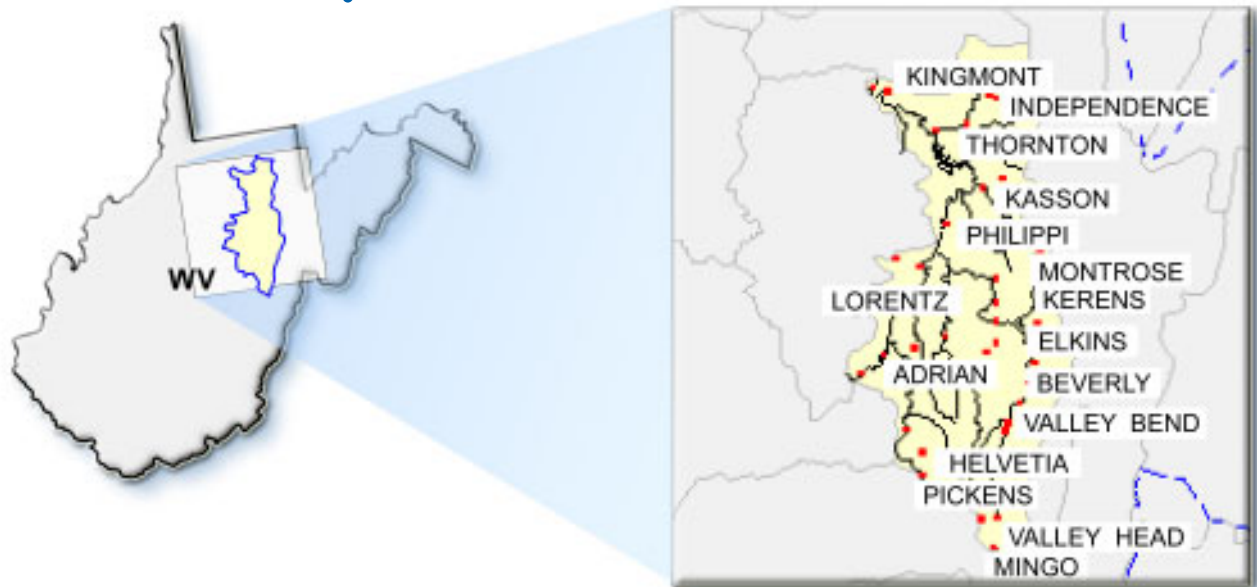 WV
KINGMONT
INDEPENDENCE
THORNTON
KASSON
PHILIPPI
MONTROSE
LORENTZ
KERENS
ELKINS
ADRIAN
BEVERLY
VALLEY BEND
HELVETIA
PICKENS
VALLEY HEAD
MINGO